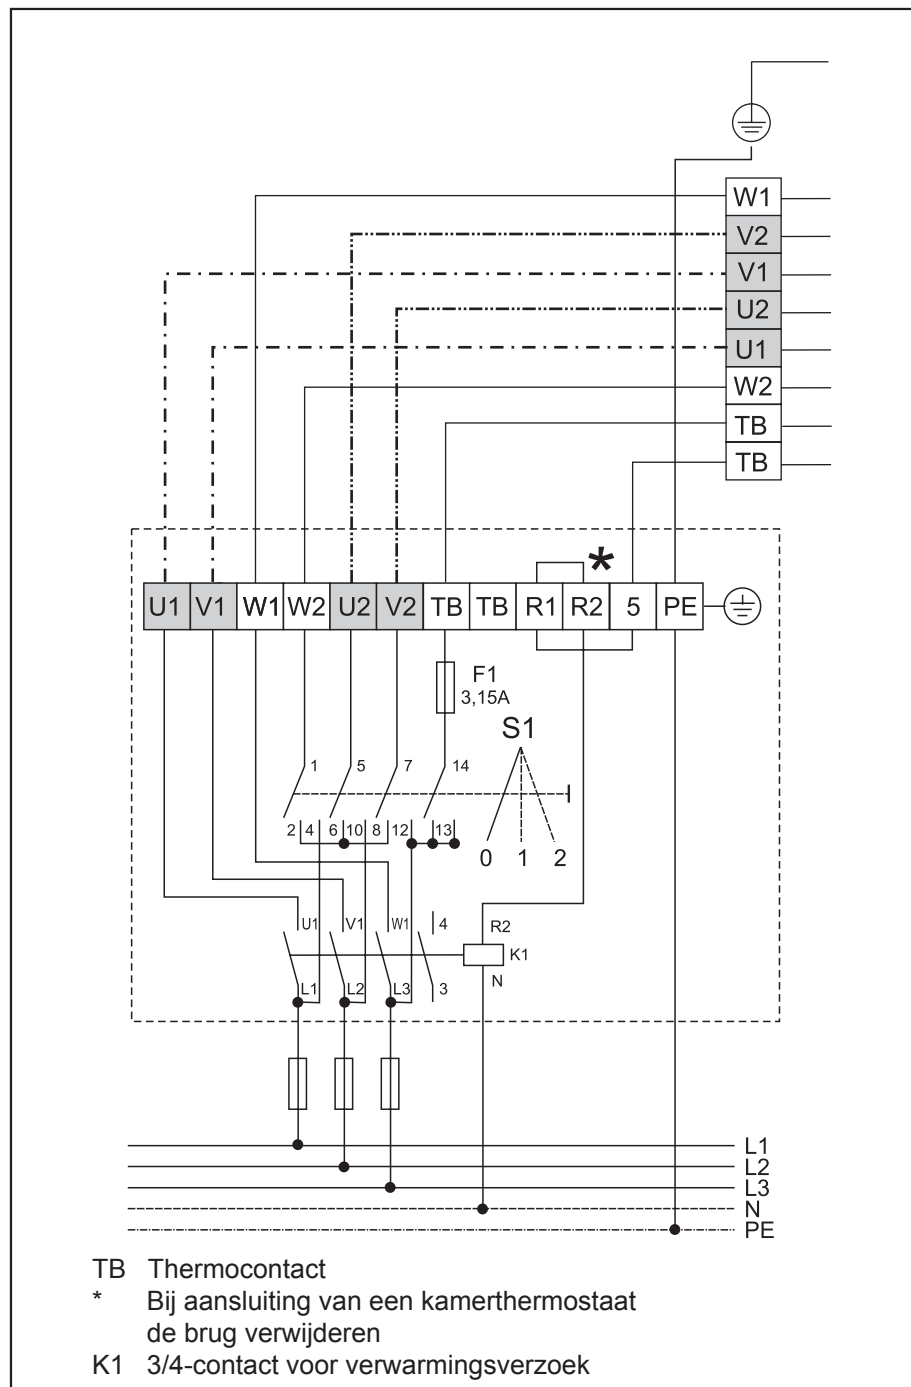 W1
V2
V1
U2
U1
W2
TB
TB
*
U1 V1 W1 W2 U2 V2 TB TB R1 R2 5 PE
F1
3,15A
S1
1 5 7 14
2 4 6 10 8 12 13
0 1 2
U1 V1 W1 4 R2
K1
N
L1 L2 L3 3
L1
L2
L3
N
PE
TB Thermocontact
* Bij aansluiting van een kamerthermostaat
de brug verwijderen
K1 3/4-contact voor verwarmingsverzoek